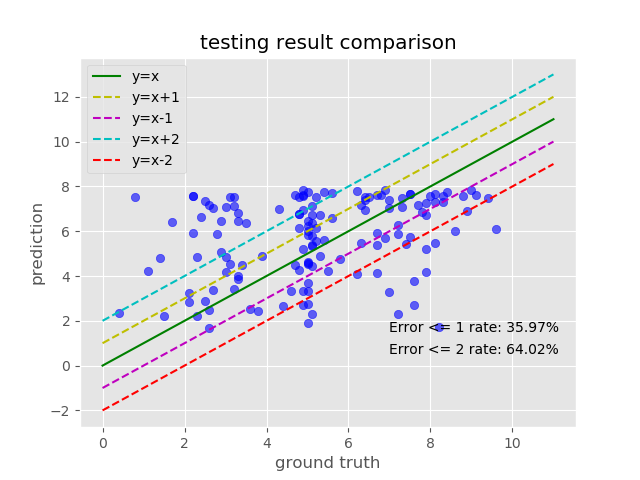 testing result comparison
y=x
y=x+1
y=x-1
y=x+2
y=x-2
12
10
8
6
4
2
0
−2
prediction
Error <= 1 rate: 35.97%
Error <= 2 rate: 64.02%
0 2 4 6 8 10
ground truth